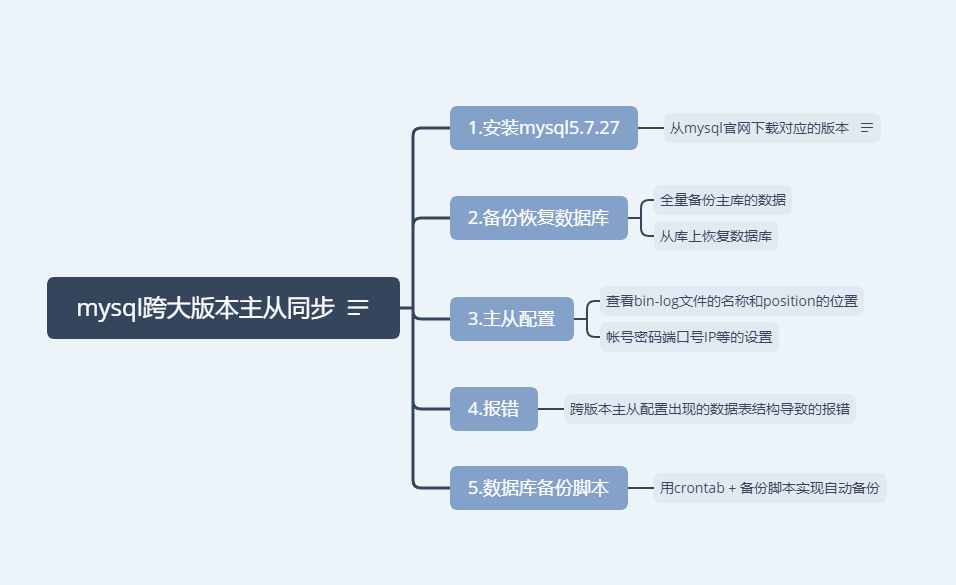 mysql跨大版本主从同步
1.安装mysql5.7.27
从mysql官网下载对应的版本
2.备份恢复数据库
全量备份主库的数据
从库上恢复数据库
3.主从配置
查看bin-log文件的名称和position的位置
帐号密码端口号IP等的设置
4.报错
跨版本主从配置出现的数据表结构导致的报错
5.数据库备份脚本
用crontab + 备份脚本实现自动备份